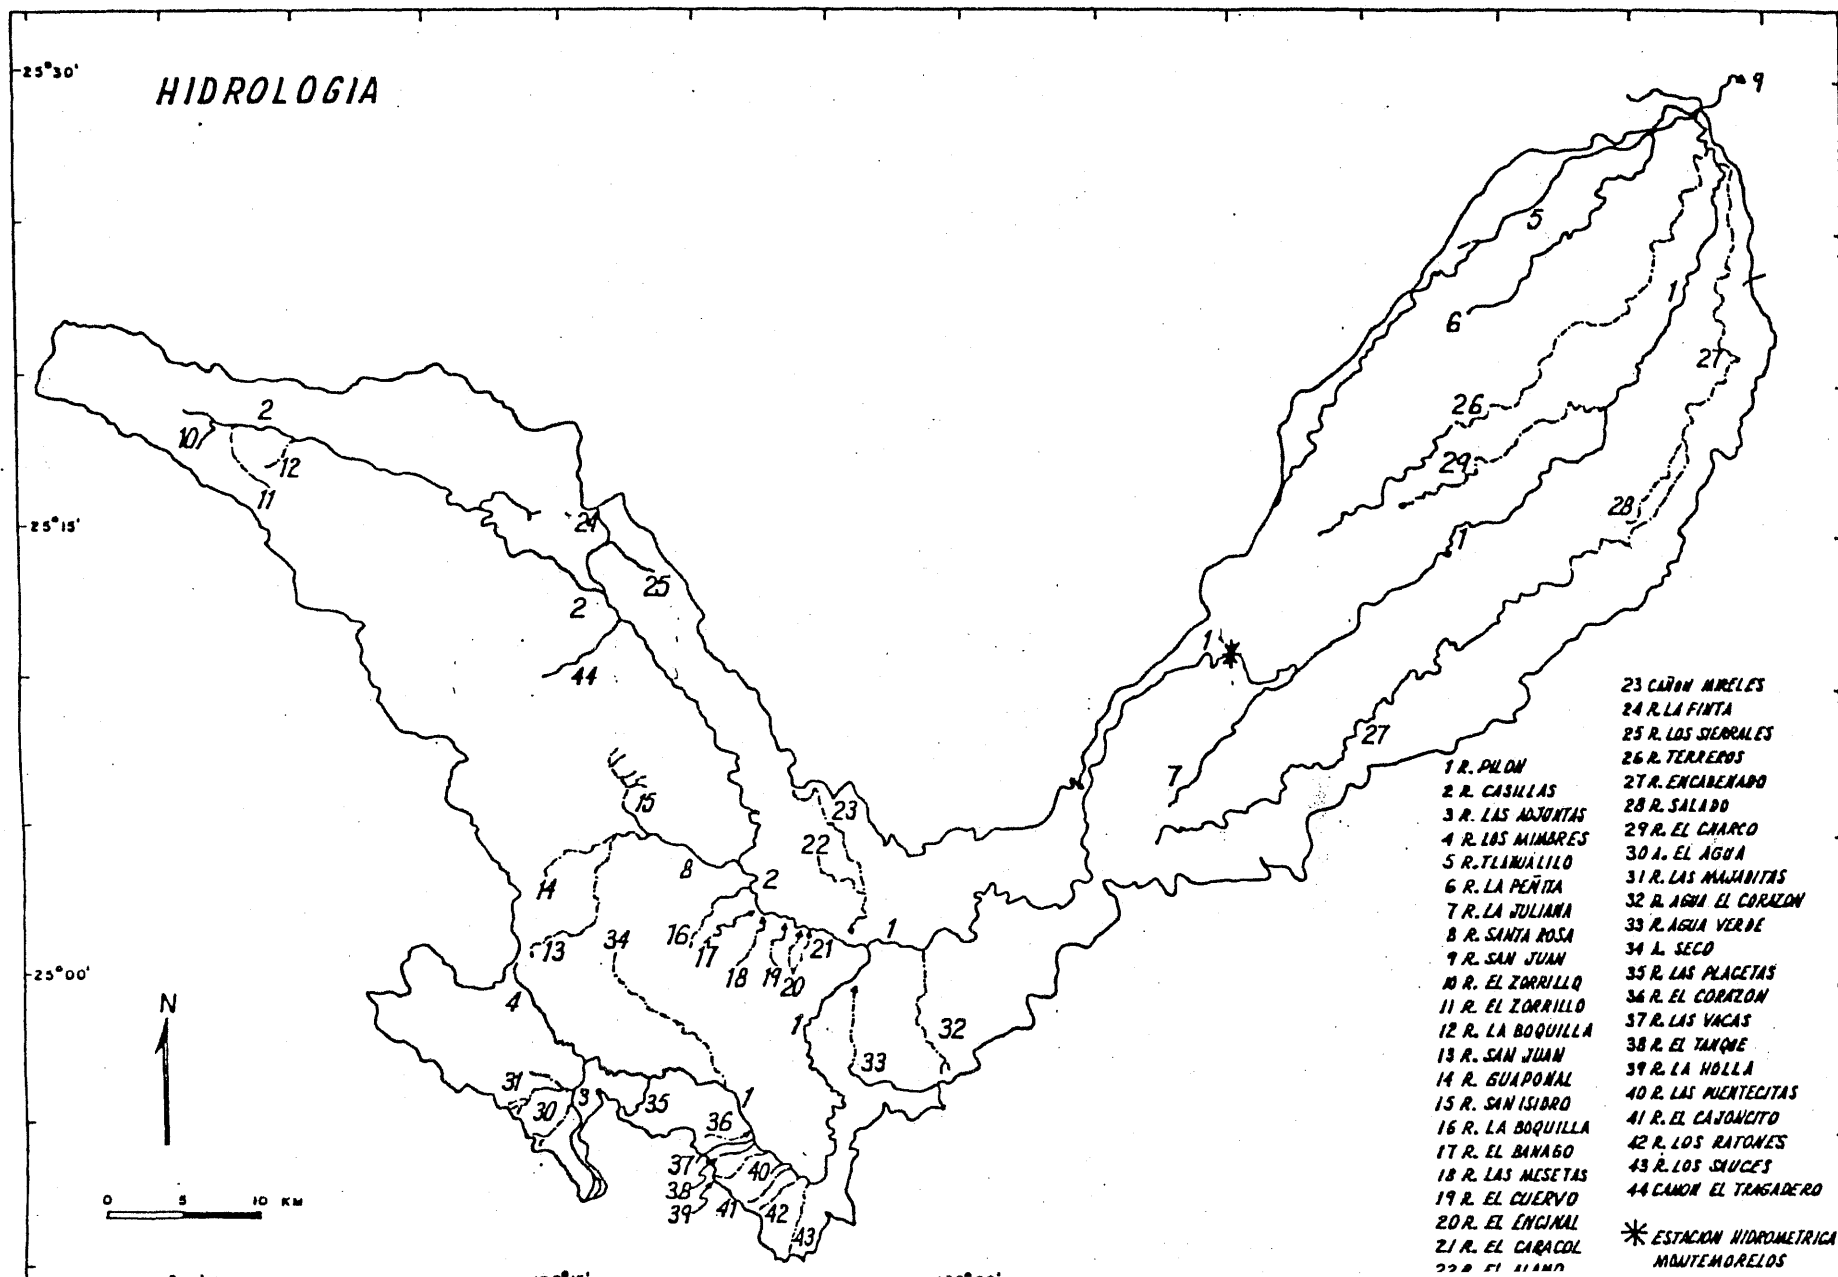 HIDROLOGIA
25°30'
25°15'
25°00'
N
0 5 10 KM
9
5
6
1
27
26
29
28
1
2
10
12
11
24
25
2
44
1
27
7
15
23
22
8
2
14
13
34
16
17
18
19
20
21
1
4
1
32
33
31
30
3
35
1
36
37
38
39
40
41
42
43
1 R. PILON
2 R. CASILLAS
3 R. LAS ADJUNTAS
4 R. LOS MIMBRES
5 R. TLAHUALILO
6 R. LA PEÑITA
7 R. LA JULIANA
8 R. SANTA ROSA
9 R. SAN JUAN
10 R. EL ZORRILLO
11 R. EL ZORRILLO
12 R. LA BOQUILLA
13 R. SAN JUAN
14 R. GUAPONAL
15 R. SAN ISIDRO
16 R. LA BOQUILLA
17 R. EL BANAGO
18 R. LAS MESETAS
19 R. EL CUERVO
20 R. EL ENCINAL
21 R. EL CARACOL
22 R. EL ALAMO
23 CAÑON MIRELES
24 R. LA FINTA
25 R. LOS SIERRALES
26 R. TERREROS
27 R. ENCADENADO
28 R. SALADO
29 R. EL CHARCO
30 A. EL AGUA
31 R. LAS MAJADITAS
32 R. AGUA EL CORAZON
33 R. AGUA VERDE
34 A. SECO
35 R. LAS PLACETAS
36 R. EL CORAZON
37 R. LAS VACAS
38 R. EL TANQUE
39 R. LA HOLLA
40 R. LAS PUENTECITAS
41 R. EL CAJONCITO
42 R. LOS RATONES
43 R. LOS SAUCES
44 CAÑON EL TRAGADERO
ESTACION HIDROMETRICA
MONTEMORELOS